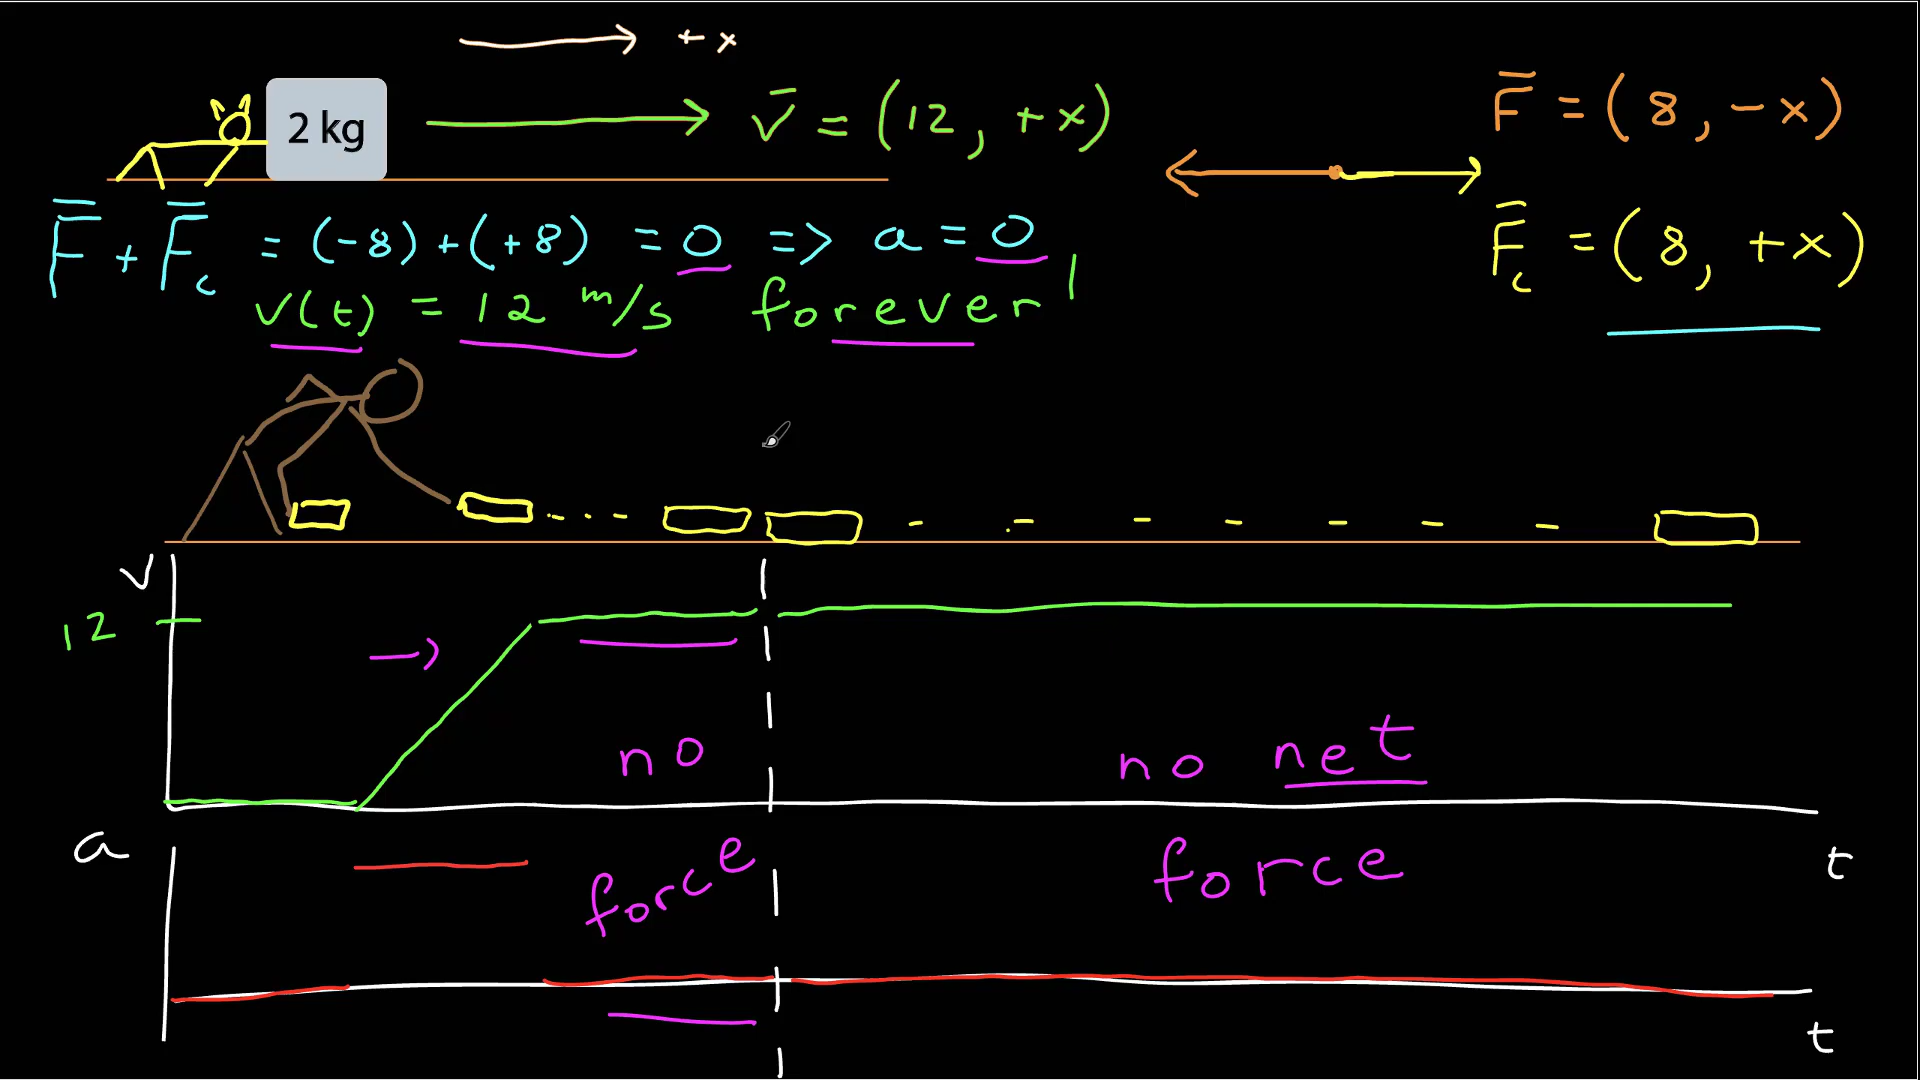 +x
2 kg
v̄ = (12, +x)
F̄ = (8, -x)
F̄ + F̄c = (-8) + (+8) = 0 => a = 0
F̄c = (8, +x)
v(t) = 12 m/s forever!
v
12
no
no net
a
force
force
t
t